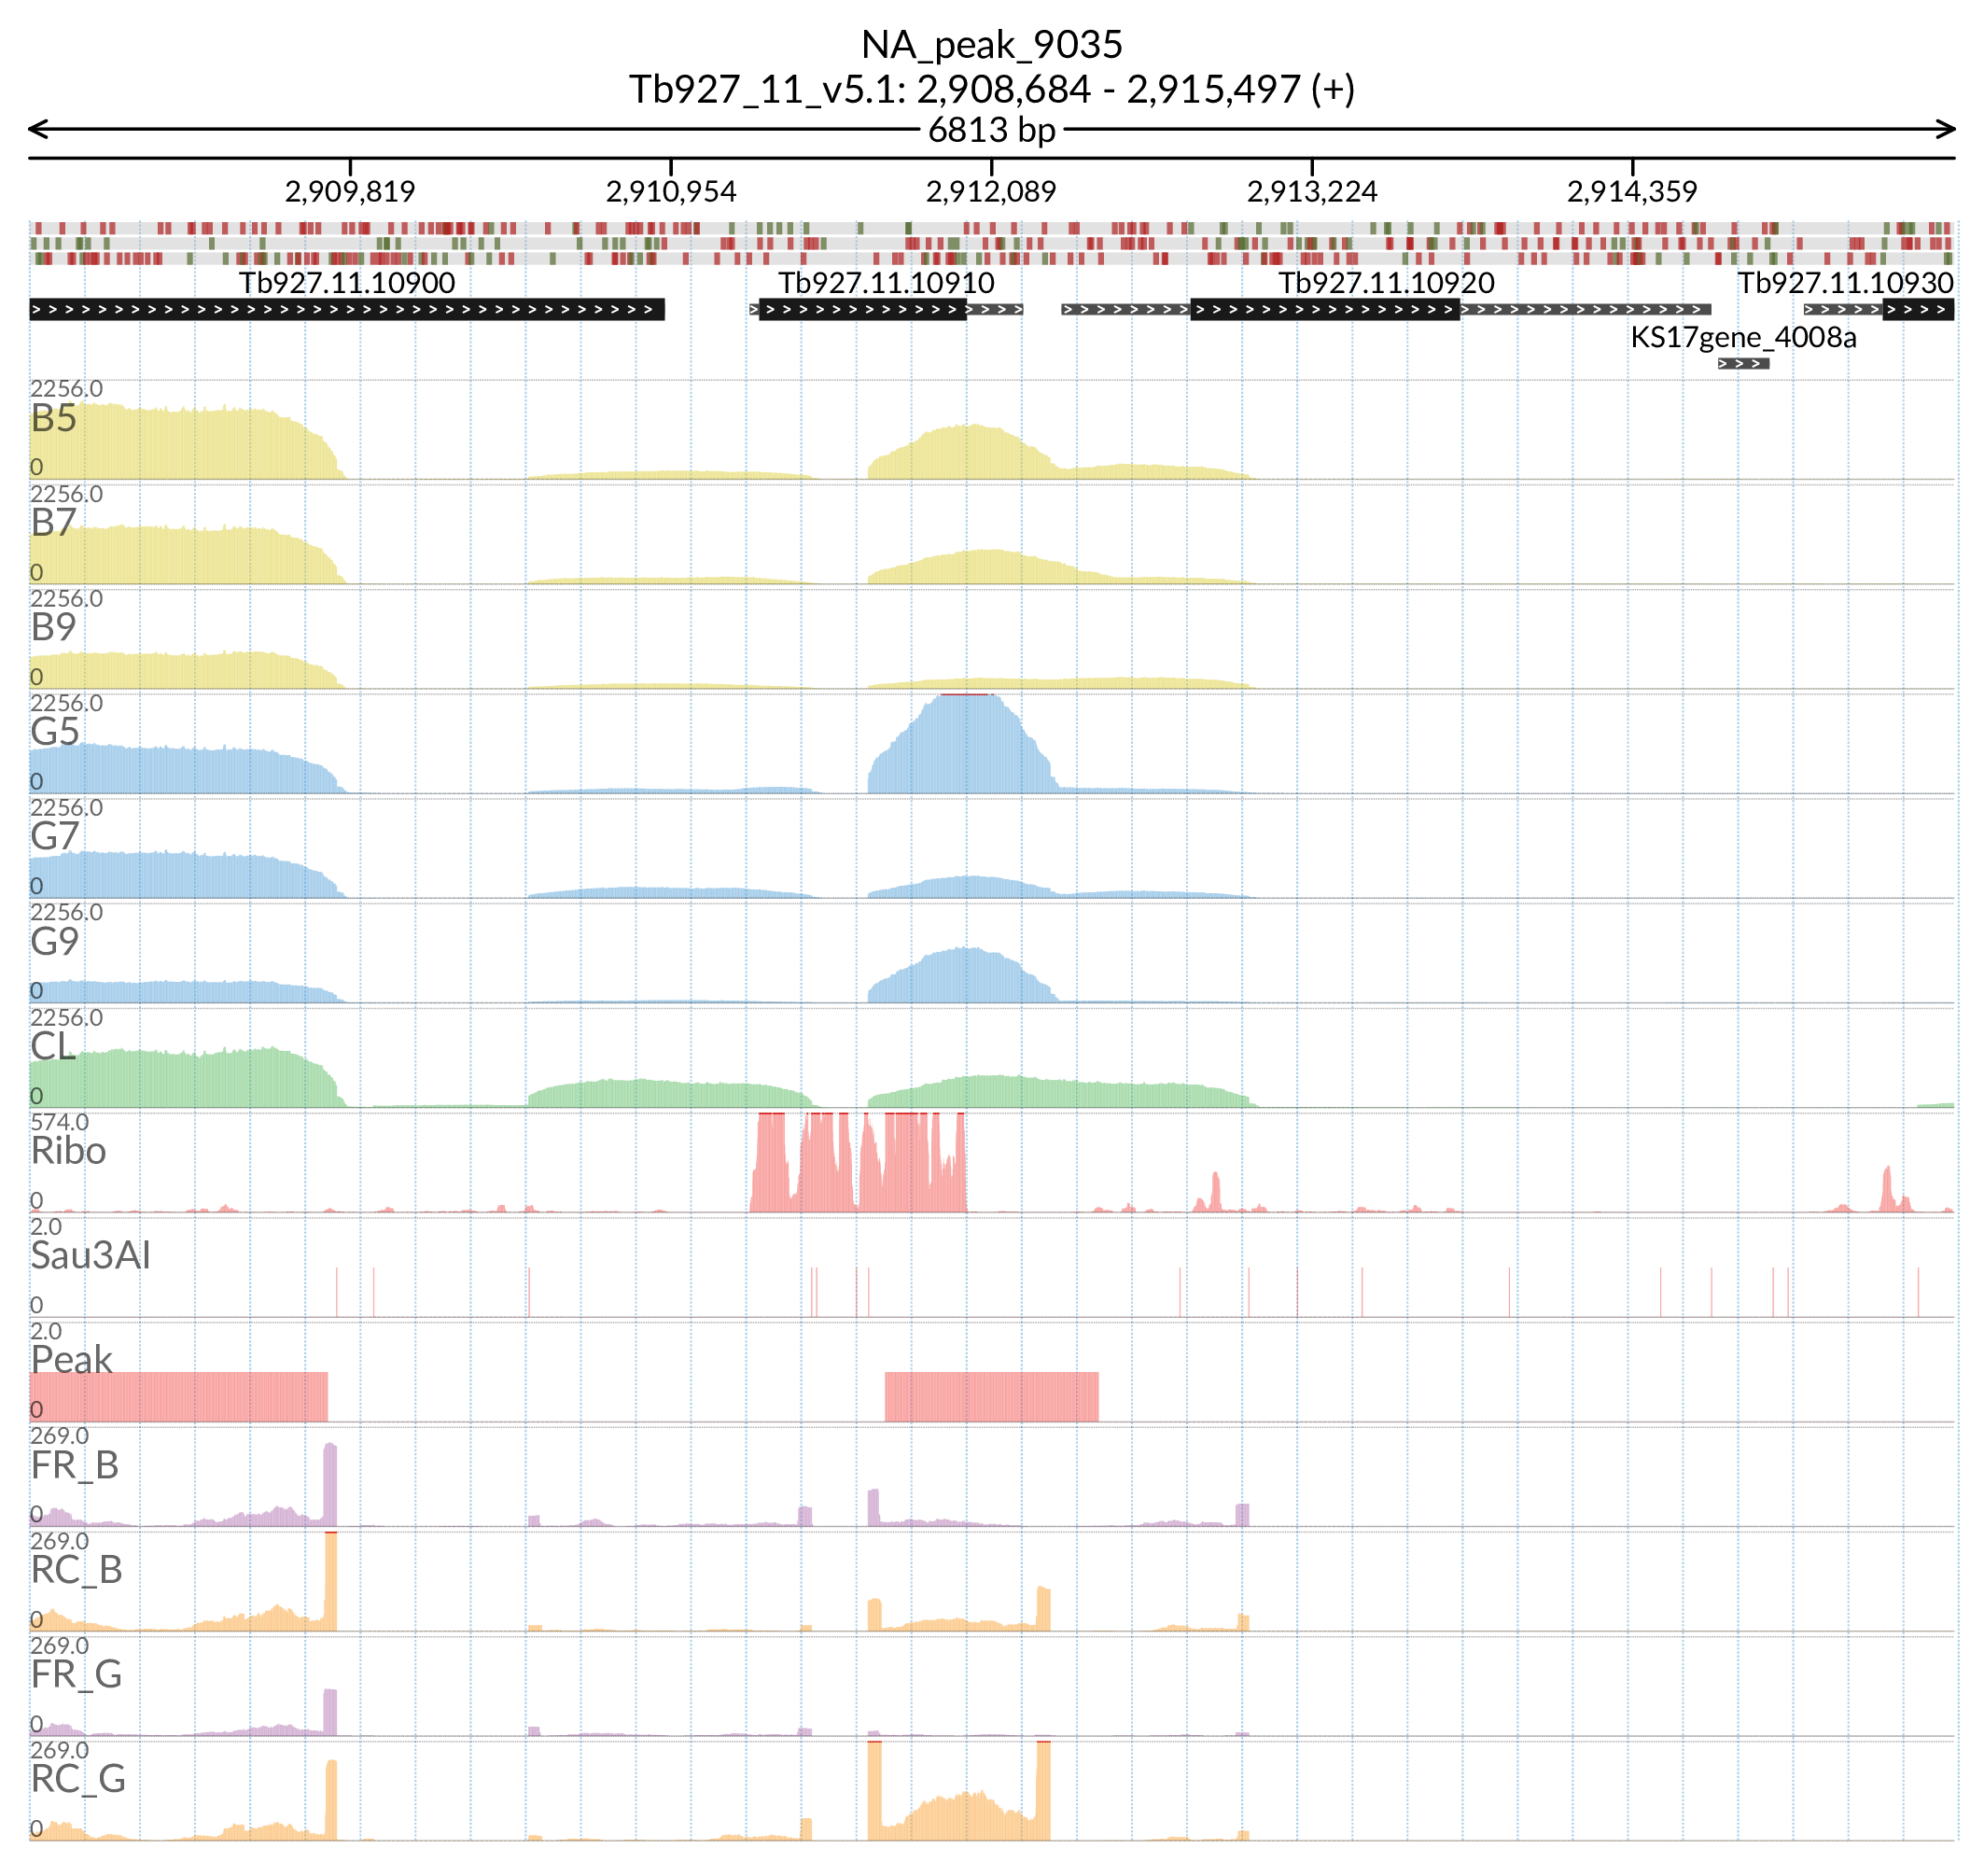 NA_peak_9035
Tb927_11_v5.1: 2,908,684 - 2,915,497 (+)
6813 bp
2,909,819 2,910,954 2,912,089 2,913,224 2,914,359
Tb927.11.10900 Tb927.11.10910 Tb927.11.10920 Tb927.11.10930
KS17gene_4008a
2256.0
B5
0
2256.0
B7
0
2256.0
B9
0
2256.0
G5
0
2256.0
G7
0
2256.0
G9
0
2256.0
CL
0
574.0
Ribo
0
2.0
Sau3AI
0
2.0
Peak
0
269.0
FR_B
0
269.0
RC_B
0
269.0
FR_G
0
269.0
RC_G
0